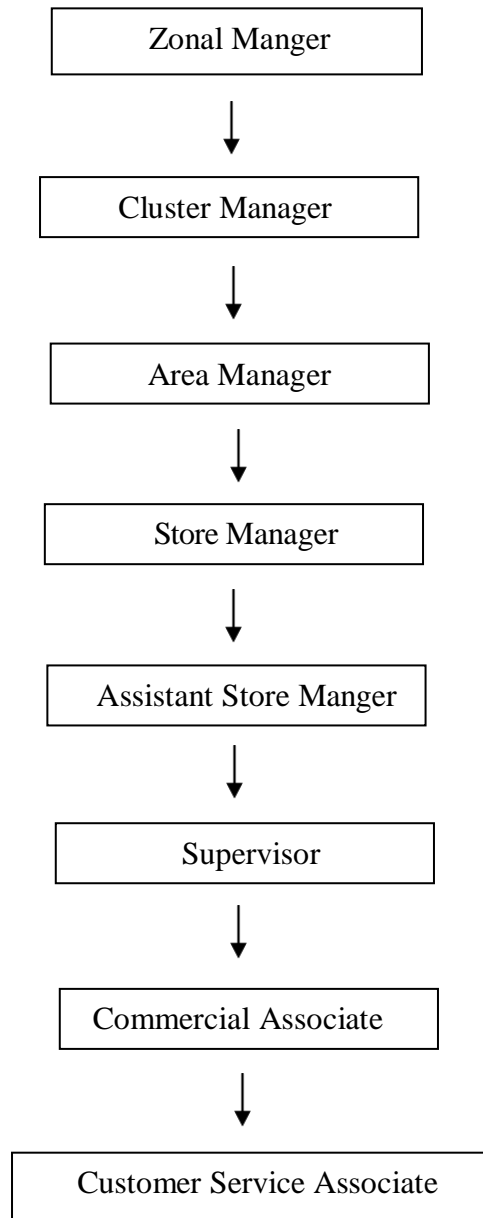 Zonal Manger
Cluster Manager
Area Manager
Store Manager
Assistant Store Manger
Supervisor
Commercial Associate
Customer Service Associate